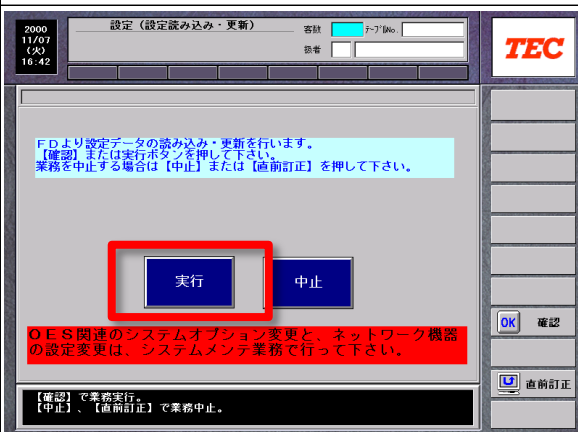 2000
11/07
(火)
16:42
設定（設定読み込み・更新）
客数
ﾃｰﾌﾞﾙNo.
扱者
TEC
ＦＤより設定データの読み込み・更新を行います。
【確認】または実行ボタンを押して下さい。
業務を中止する場合は【中止】または【直前訂正】を押して下さい。
実行
中止
ＯＥＳ関連のシステムオプション変更と、ネットワーク機器
の設定変更は、システムメンテ業務で行って下さい。
OK 確認
直前訂正
【確認】で業務実行。
【中止】、【直前訂正】で業務中止。